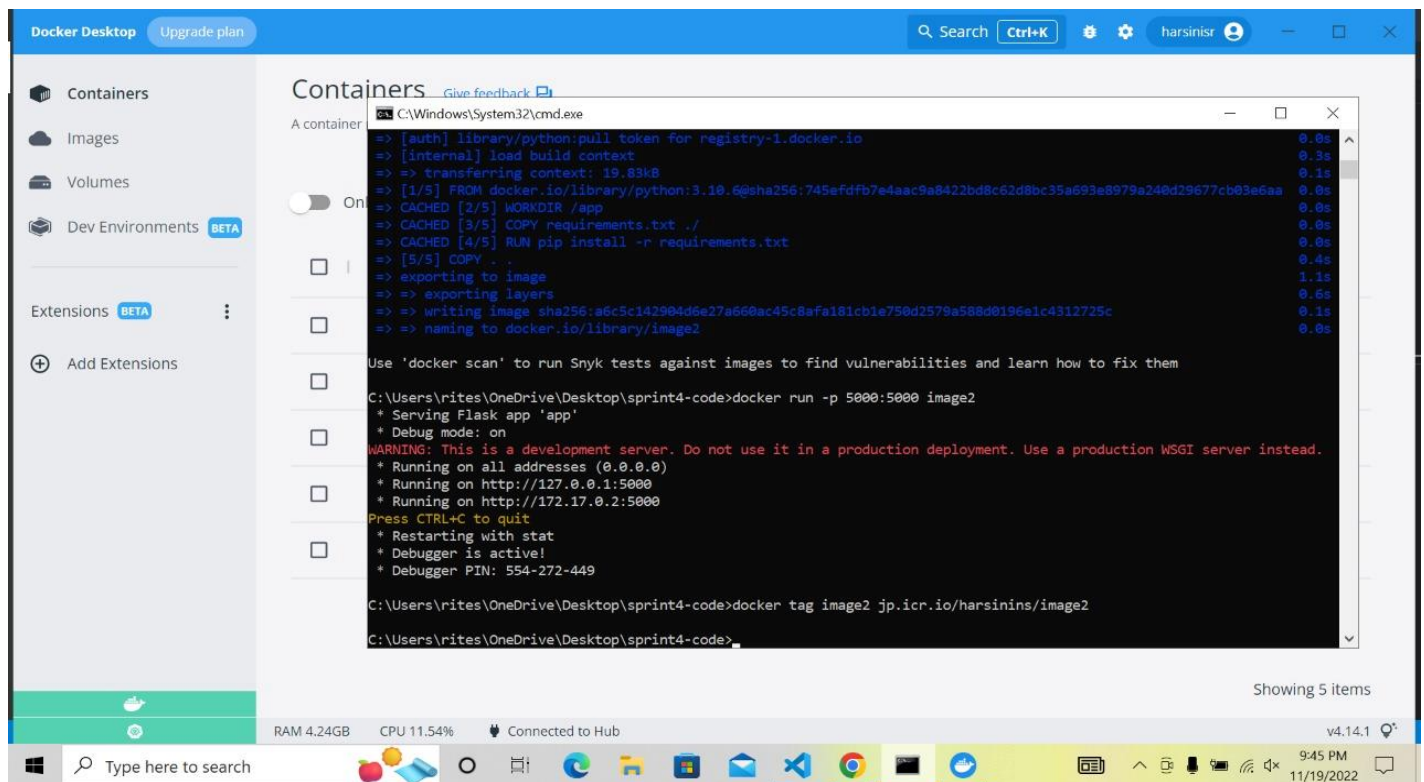 Docker Desktop Upgrade plan Search Ctrl+K harsinisr
Containers
Images
Volumes
Dev Environments BETA
Extensions BETA
Add Extensions
Containers Give feedback
A container
Onl
C:\Windows\System32\cmd.exe
=> [auth] library/python:pull token for registry-1.docker.io 0.0s
=> [internal] load build context 0.3s
=> => transferring context: 19.83kB 0.1s
=> [1/5] FROM docker.io/library/python:3.10.6@sha256:745efdfb7e4aac9a8422bd8c62d8bc35a693e8979a240d29677cb03e6aa 0.0s
=> CACHED [2/5] WORKDIR /app 0.0s
=> CACHED [3/5] COPY requirements.txt ./ 0.0s
=> CACHED [4/5] RUN pip install -r requirements.txt 0.0s
=> [5/5] COPY . . 0.4s
=> exporting to image 1.1s
=> => exporting layers 0.6s
=> => writing image sha256:a6c5c142904d6e27a660ac45c8afa181cb1e750d2579a588d0196e1c4312725c 0.1s
=> => naming to docker.io/library/image2 0.0s
Use 'docker scan' to run Snyk tests against images to find vulnerabilities and learn how to fix them
C:\Users\rites\OneDrive\Desktop\sprint4-code>docker run -p 5000:5000 image2
* Serving Flask app 'app'
* Debug mode: on
WARNING: This is a development server. Do not use it in a production deployment. Use a production WSGI server instead.
* Running on all addresses (0.0.0.0)
* Running on http://127.0.0.1:5000
* Running on http://172.17.0.2:5000
Press CTRL+C to quit
* Restarting with stat
* Debugger is active!
* Debugger PIN: 554-272-449
C:\Users\rites\OneDrive\Desktop\sprint4-code>docker tag image2 jp.icr.io/harsinins/image2
C:\Users\rites\OneDrive\Desktop\sprint4-code>
Showing 5 items
RAM 4.24GB CPU 11.54% Connected to Hub v4.14.1
Type here to search
9:45 PM
11/19/2022